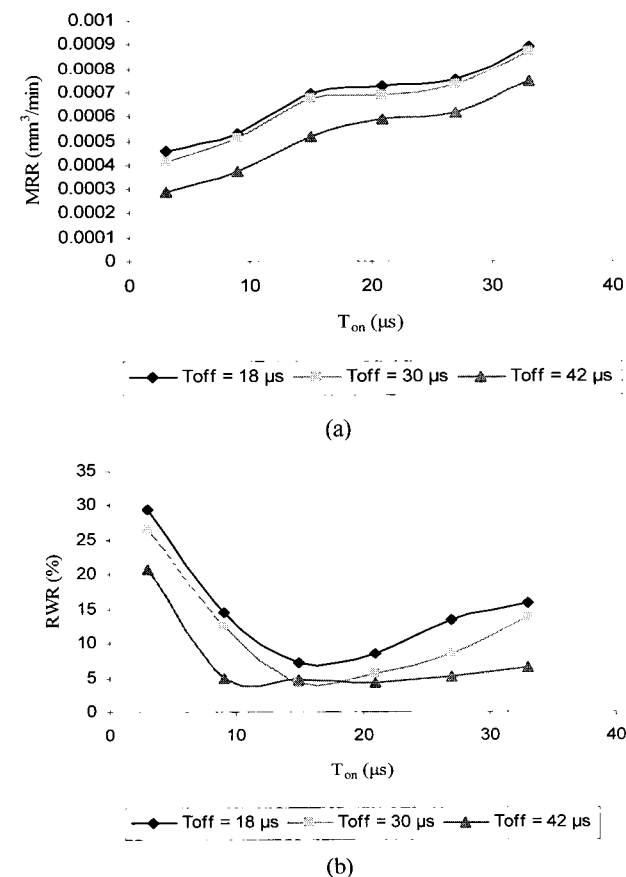 0.001
0.0009
0.0008
0.0007
0.0006
0.0005
0.0004
0.0003
0.0002
0.0001
0
MRR (mm³/min)
0 10 20 30 40
Tₒₙ (µs)
Toff = 18 µs Toff = 30 µs Toff = 42 µs
(a)
35
30
25
20
15
10
5
0
RWR (%)
0 10 20 30 40
Tₒₙ (µs)
Toff = 18 µs Toff = 30 µs Toff = 42 µs
(b)